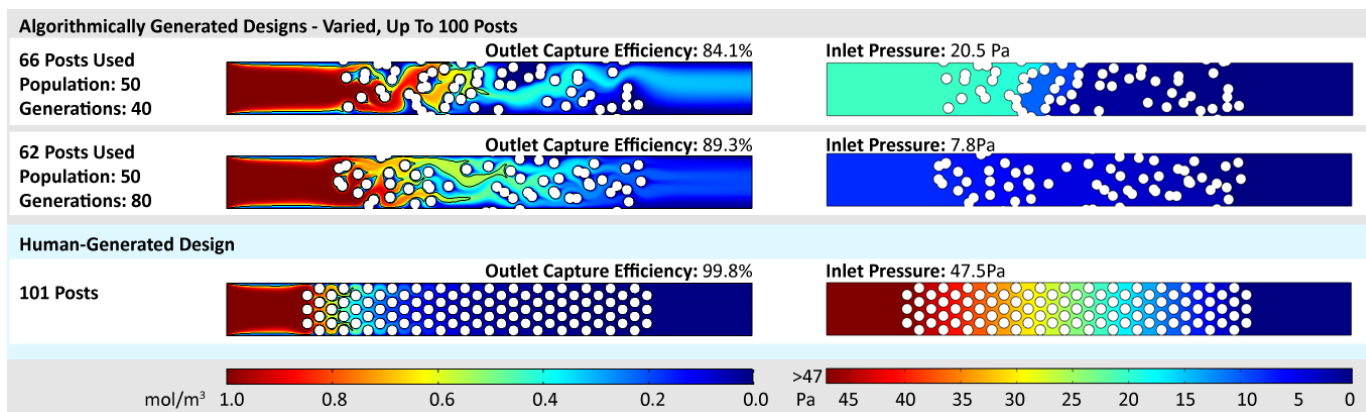 Algorithmically Generated Designs - Varied, Up To 100 Posts
66 Posts Used
Population: 50
Generations: 40
Outlet Capture Efficiency: 84.1%
Inlet Pressure: 20.5 Pa
62 Posts Used
Population: 50
Generations: 80
Outlet Capture Efficiency: 89.3%
Inlet Pressure: 7.8Pa
Human-Generated Design
101 Posts
Outlet Capture Efficiency: 99.8%
Inlet Pressure: 47.5Pa
mol/m³ 1.0 0.8 0.6 0.4 0.2 0.0
>47
Pa 45 40 35 30 25 20 15 10 5 0